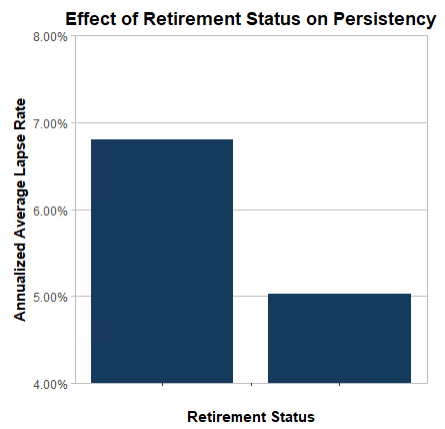 Effect of Retirement Status on Persistency
8.00%
7.00%
6.00%
5.00%
4.00%
Annualized Average Lapse Rate
Retirement Status